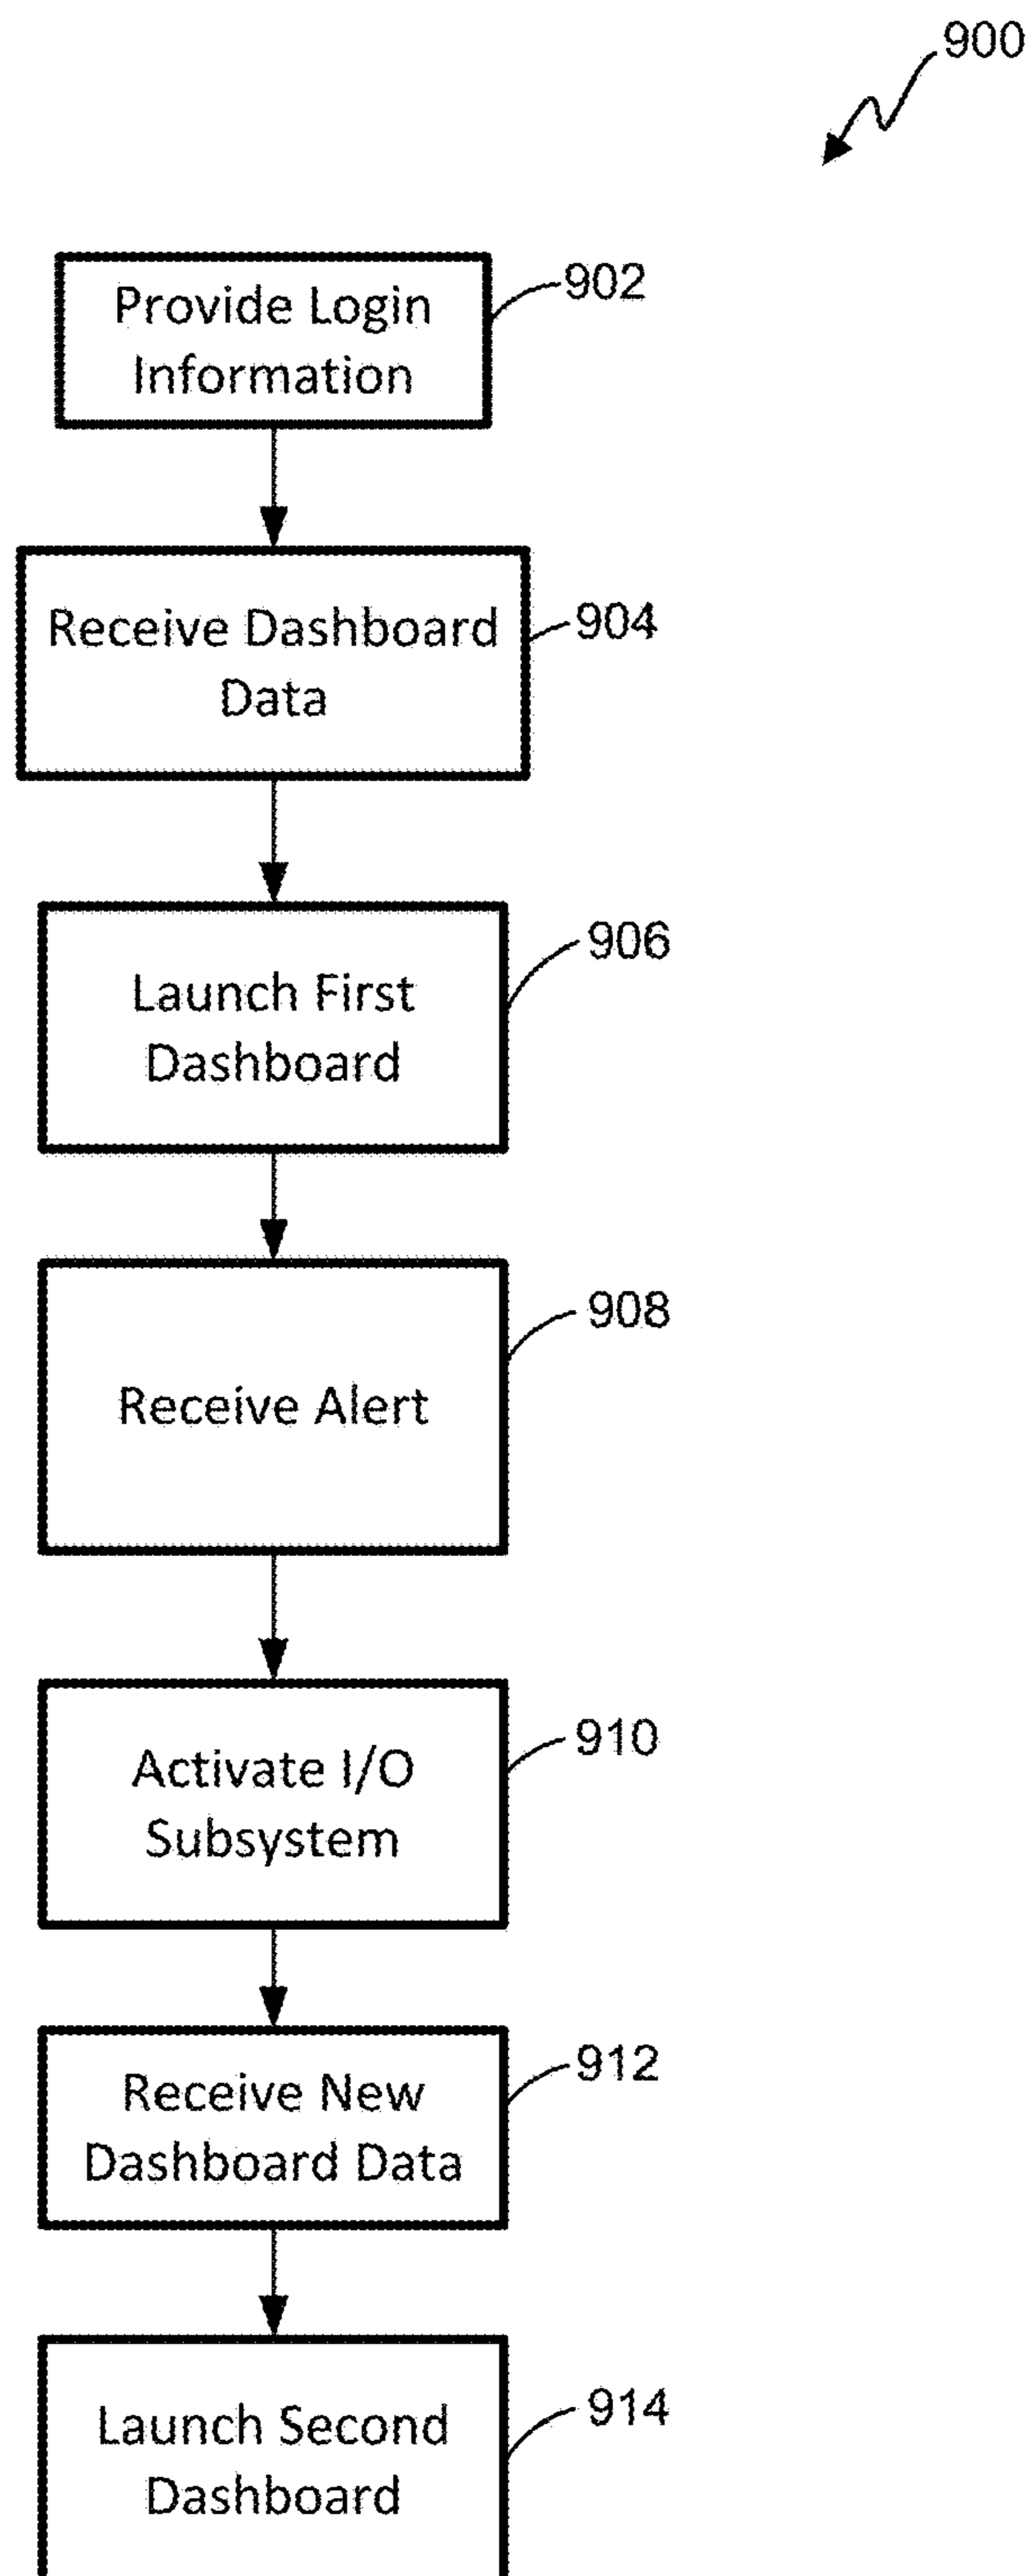 900
Provide Login
Information
902
Receive Dashboard
Data
904
Launch First
Dashboard
906
Receive Alert
908
Activate I/O
Subsystem
910
Receive New
Dashboard Data
912
Launch Second
Dashboard
914